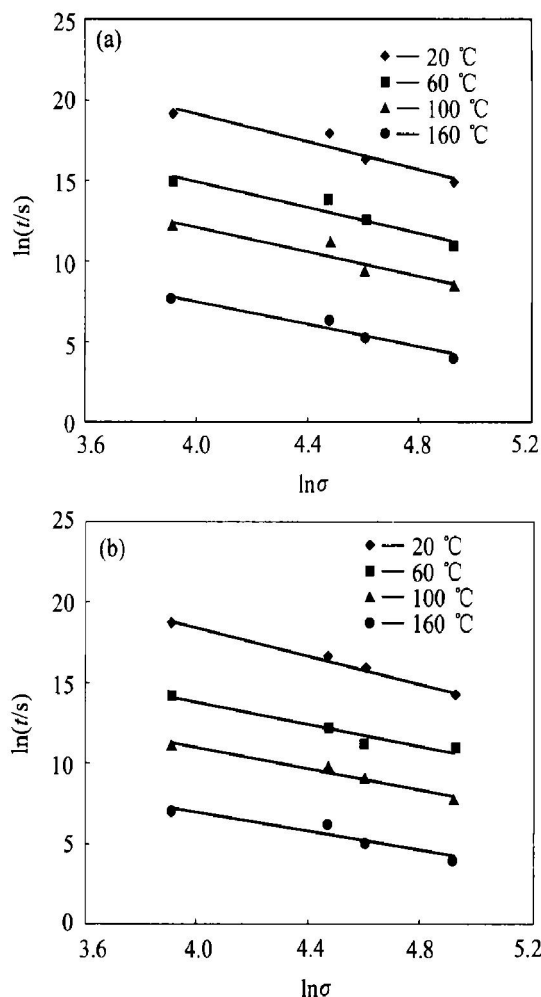 (a)
25
20
15
10
5
0
ln(t/s)
◆— 20 ℃
■— 60 ℃
▲— 100 ℃
●— 160 ℃
3.6 4.0 4.4 4.8 5.2
lnσ
(b)
25
20
15
10
5
0
ln(t/s)
◆— 20 ℃
■— 60 ℃
▲— 100 ℃
●— 160 ℃
3.6 4.0 4.4 4.8 5.2
lnσ